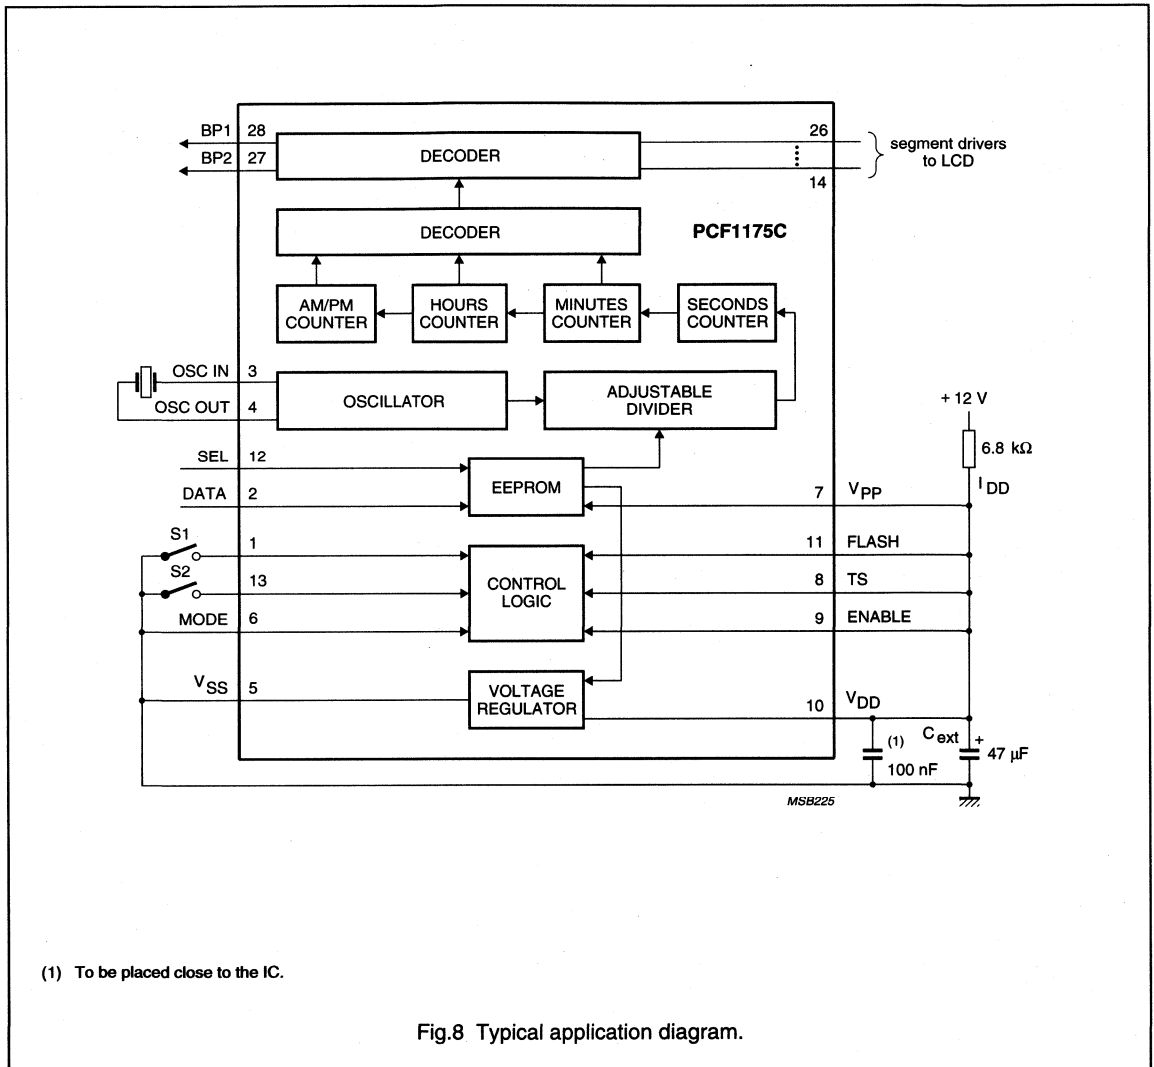 BP1 28
BP2 27
DECODER
26
14
segment drivers
to LCD
DECODER
PCF1175C
AM/PM
COUNTER
HOURS
COUNTER
MINUTES
COUNTER
SECONDS
COUNTER
OSC IN 3
OSC OUT 4
OSCILLATOR
ADJUSTABLE
DIVIDER
+ 12 V
6.8 kΩ
I DD
SEL 12
DATA 2
EEPROM
7 VPP
S1
1
S2
13
MODE 6
CONTROL
LOGIC
11 FLASH
8 TS
9 ENABLE
VSS 5
VOLTAGE
REGULATOR
10 VDD
(1)
100 nF
Cext +
47 μF
MSB225
(1) To be placed close to the IC.
Fig.8 Typical application diagram.